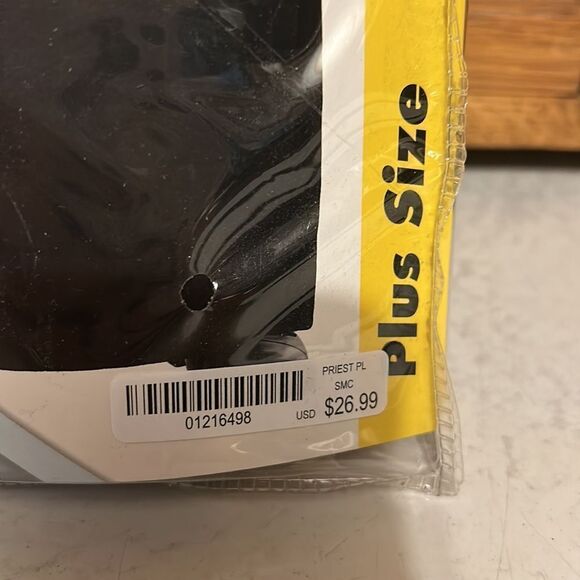 Plus Size
PRIEST PL
SMC
01216498
USD $26.99